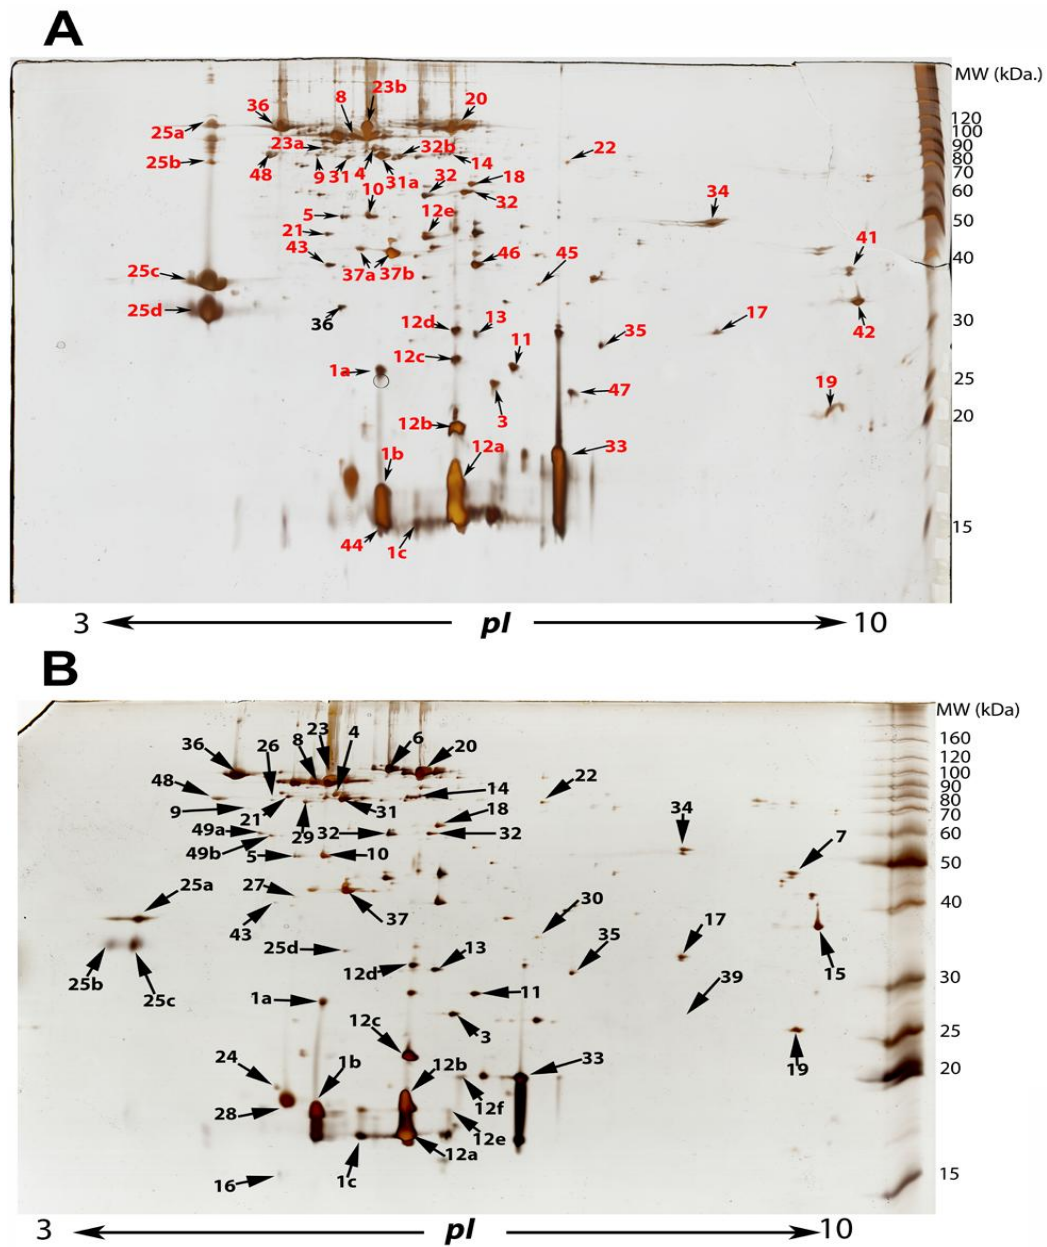 A
MW (kDa.)
23b
8
36
20
120
25a
100
23a
32b
90
22
80
25b
14
48
9
31
4
31a
70
32
18
34
60
10
32
5
12e
50
21
41
43
46
45
40
25c
37a 37b
25d
36
12d
13
35
17
42
30
12c
11
1a
25
47
19
3
20
12b
1b
12a
33
44
1c
15
3
pI
10
B
MW (kDa)
23
4
8
26
6
36
20
160
120
100
48
22
90
14
80
9
31
34
70
21
18
49a
29
32
32
7
60
49b
5
10
50
25a
27
30
40
43
37
25d
13
35
17
12d
15
25b
25c
39
30
1a
11
12c
3
25
24
1b
12b
33
19
20
28
12f
12e
12a
16
1c
15
3
pI
10